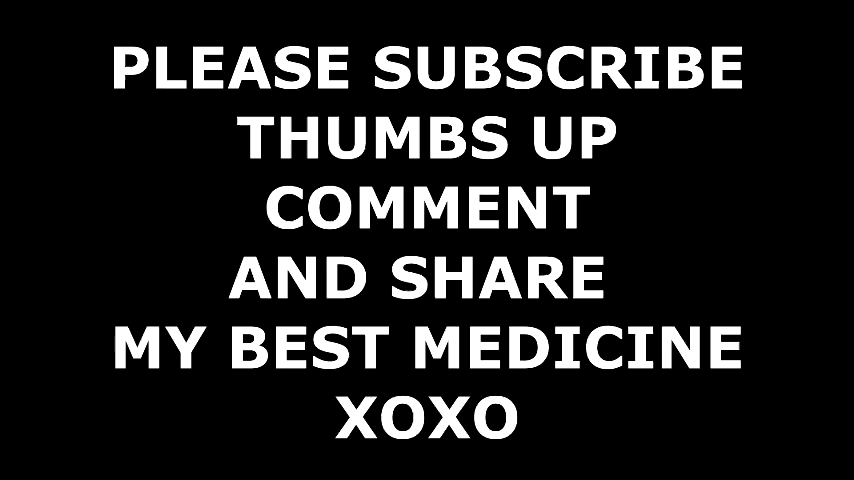 PLEASE SUBSCRIBE
THUMBS UP
COMMENT
AND SHARE
MY BEST MEDICINE
XOXO